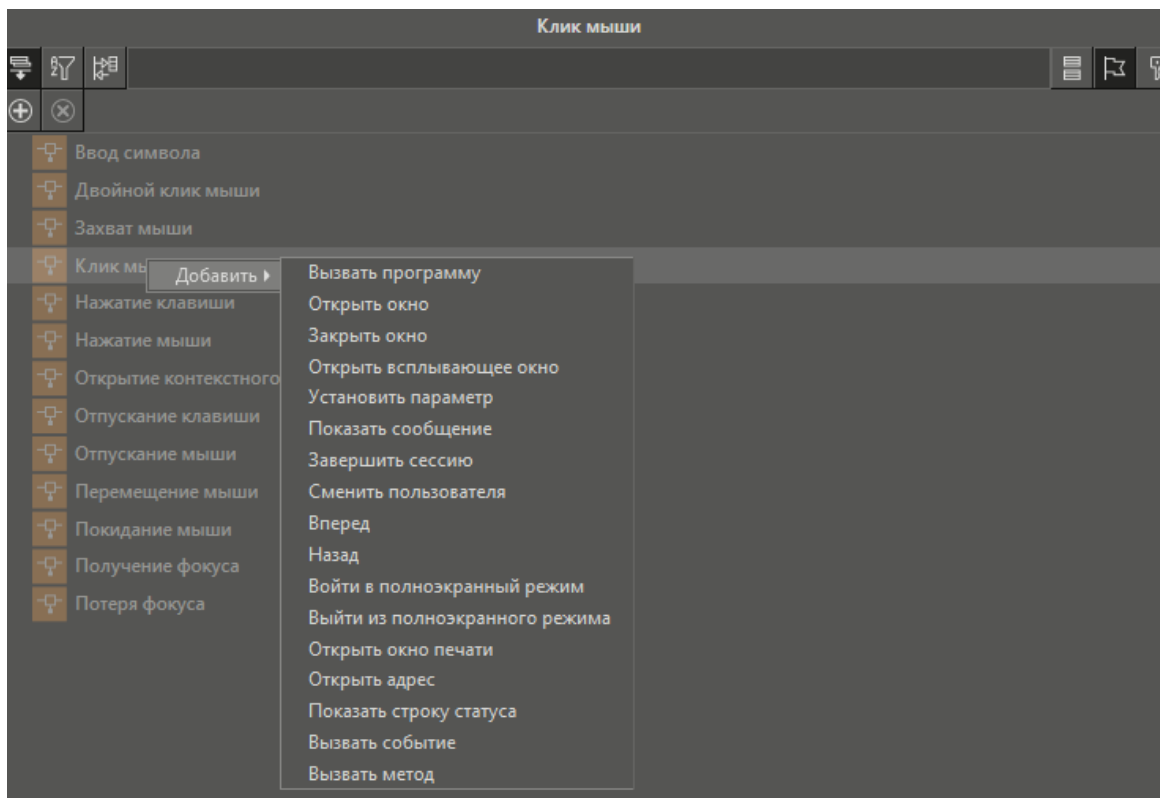 Клик мыши
Ввод символа
Двойной клик мыши
Захват мыши
Клик мы
Добавить
Нажатие клавиши
Нажатие мыши
Открытие контекстного
Отпускание клавиши
Отпускание мыши
Перемещение мыши
Покидание мыши
Получение фокуса
Потеря фокуса
Вызвать программу
Открыть окно
Закрыть окно
Открыть всплывающее окно
Установить параметр
Показать сообщение
Завершить сессию
Сменить пользователя
Вперед
Назад
Войти в полноэкранный режим
Выйти из полноэкранного режима
Открыть окно печати
Открыть адрес
Показать строку статуса
Вызвать событие
Вызвать метод